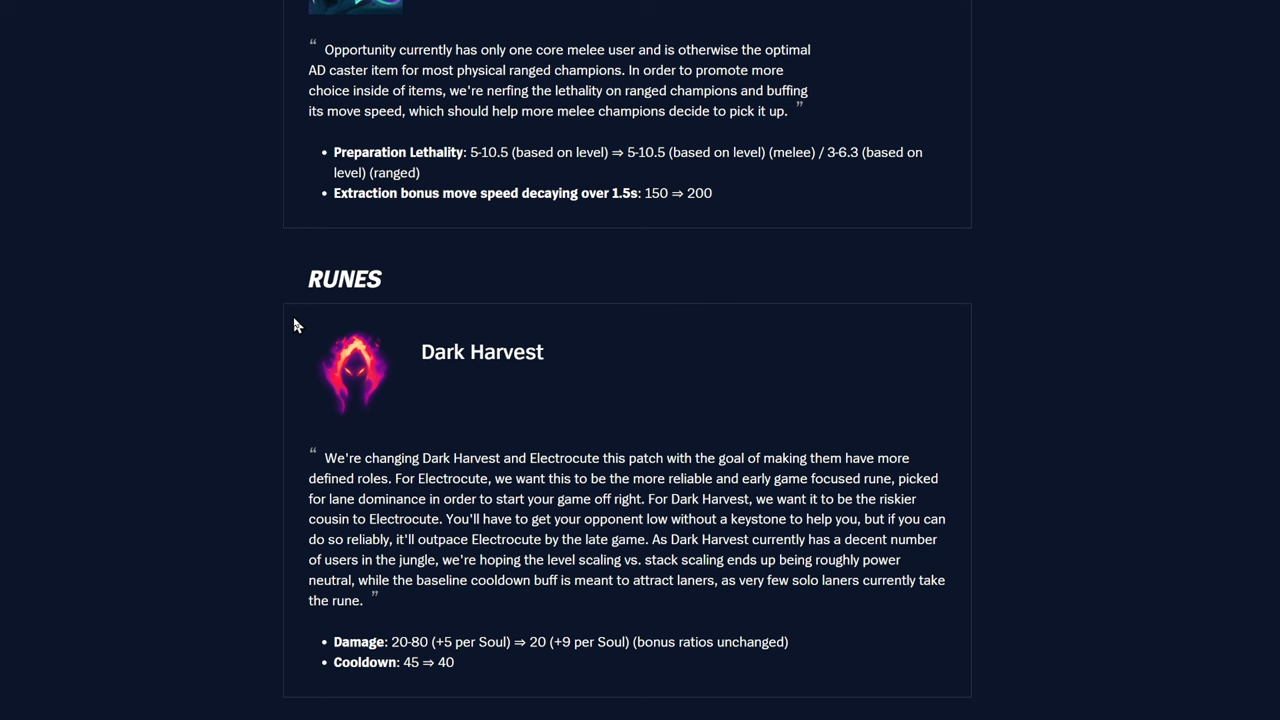 “ Opportunity currently has only one core melee user and is otherwise the optimal
AD caster item for most physical ranged champions. In order to promote more
choice inside of items, we're nerfing the lethality on ranged champions and buffing
its move speed, which should help more melee champions decide to pick it up. ”
• Preparation Lethality: 5-10.5 (based on level) ⇒ 5-10.5 (based on level) (melee) / 3-6.3 (based on
level) (ranged)
• Extraction bonus move speed decaying over 1.5s: 150 ⇒ 200
RUNES
Dark Harvest
“ We're changing Dark Harvest and Electrocute this patch with the goal of making them have more
defined roles. For Electrocute, we want this to be the more reliable and early game focused rune, picked
for lane dominance in order to start your game off right. For Dark Harvest, we want it to be the riskier
cousin to Electrocute. You'll have to get your opponent low without a keystone to help you, but if you can
do so reliably, it'll outpace Electrocute by the late game. As Dark Harvest currently has a decent number
of users in the jungle, we're hoping the level scaling vs. stack scaling ends up being roughly power
neutral, while the baseline cooldown buff is meant to attract laners, as very few solo laners currently take
the rune. ”
• Damage: 20-80 (+5 per Soul) ⇒ 20 (+9 per Soul) (bonus ratios unchanged)
• Cooldown: 45 ⇒ 40